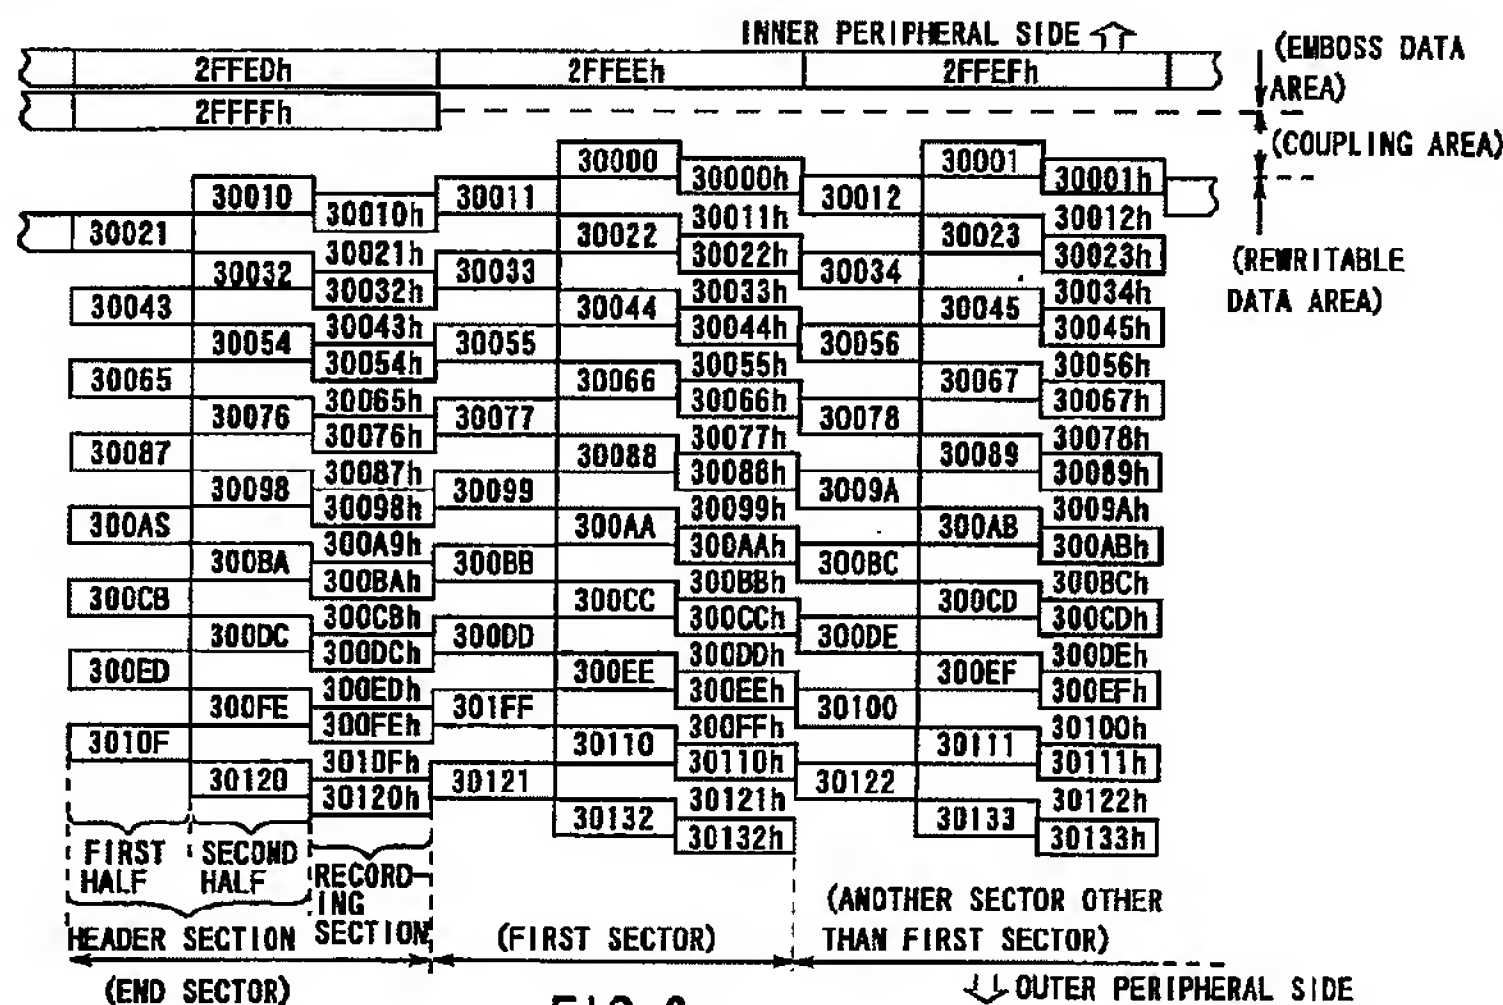 INNER PERIPHERAL SIDE
2FFEDh 2FFEEh 2FFEFh
(EMBOSS DATA AREA)
2FFFFh
(COUPLING AREA)
30000 30001
30000h 30001h
30010 30011 30012
30010h 30011h 30012h
30021 30022 30023
30021h 30022h 30023h
(REWRITABLE DATA AREA)
30032 30033 30034
30032h 30033h 30034h
30043 30044 30045
30043h 30044h 30045h
30054 30055 30056
30054h 30055h 30056h
30065 30066 30067
30065h 30066h 30067h
30076 30077 30078
30076h 30077h 30078h
30087 30088 30089
30087h 30088h 30089h
30098 30099 3009A
30098h 30099h 3009Ah
300AS 300AA 300AB
300A9h 300AAh 300ABh
300BA 300BB 300BC
300BAh 300BBh 300BCh
300CB 300CC 300CD
300CBh 300CCh 300CDh
300DC 300DD 300DE
300DCh 300DDh 300DEh
300ED 300EE 300EF
300EDh 300EEh 300EFh
300FE 301FF 30100
300FEh 300FFh 30100h
3010F 30110 30111
3010Fh 30110h 30111h
30120 30121 30122
30120h 30121h 30122h
30132 30133
30132h 30133h
FIRST HALF
SECOND HALF
RECORD-
ING
SECTION
HEADER SECTION
(END SECTOR)
(FIRST SECTOR)
(ANOTHER SECTOR OTHER
THAN FIRST SECTOR)
OUTER PERIPHERAL SIDE